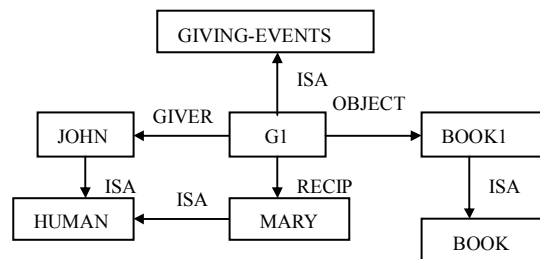 GIVING-EVENTS
ISA
OBJECT
GIVER
JOHN
G1
BOOK1
ISA
ISA
RECIP
ISA
HUMAN
MARY
BOOK